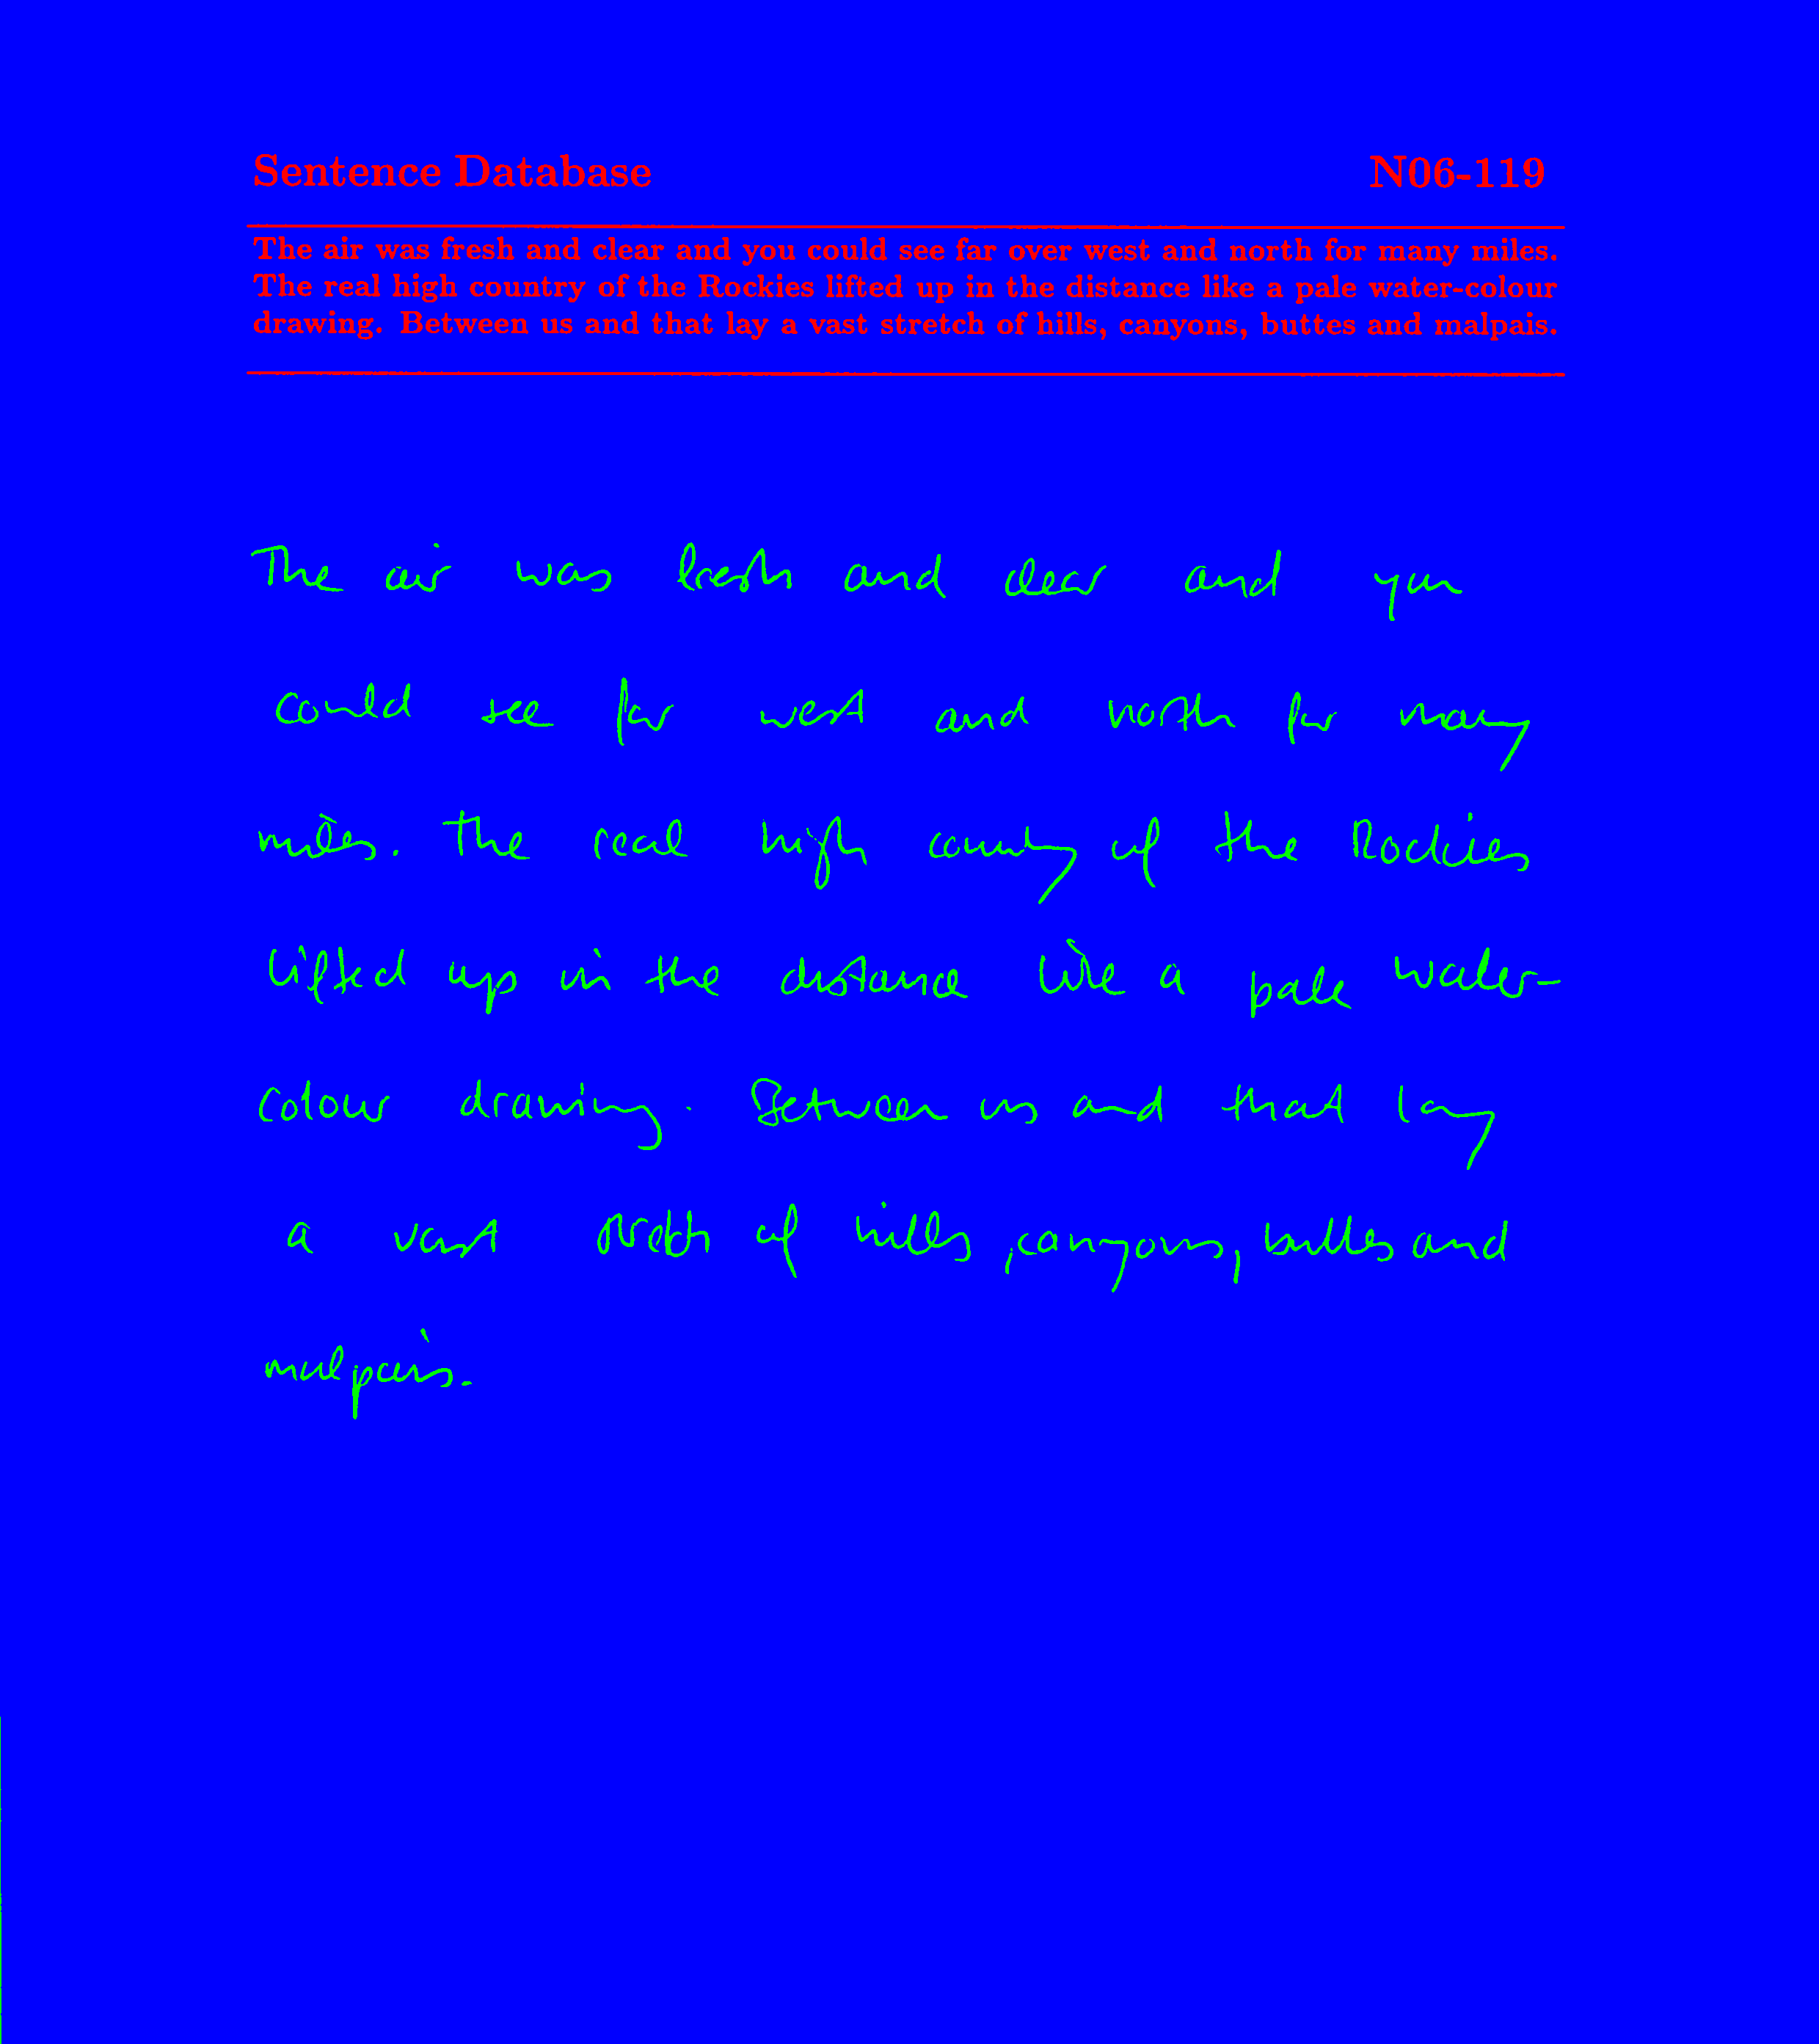 Sentence Database N06-119
The air was fresh and clear and you could see far over west and north for many miles.
The real high country of the Rockies lifted up in the distance like a pale water-colour
drawing. Between us and that lay a vast stretch of hills, canyons, buttes and malpais.
The air was fresh and clear and you
could see far west and north for many
miles. The real high country of the Rockies
lifted up in the distance like a pale water-
colour drawing. Between us and that lay
a vast stretch of hills, canyons, buttes and
malpais.